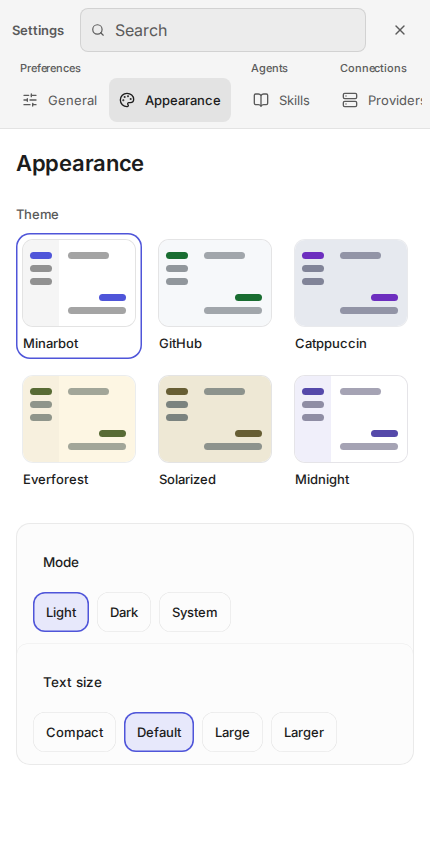 Settings
Search
Preferences
Agents
Connections
General
Appearance
Skills
Providers
Appearance
Theme
Minarbot
GitHub
Catppuccin
Everforest
Solarized
Midnight
Mode
Light
Dark
System
Text size
Compact
Default
Large
Larger